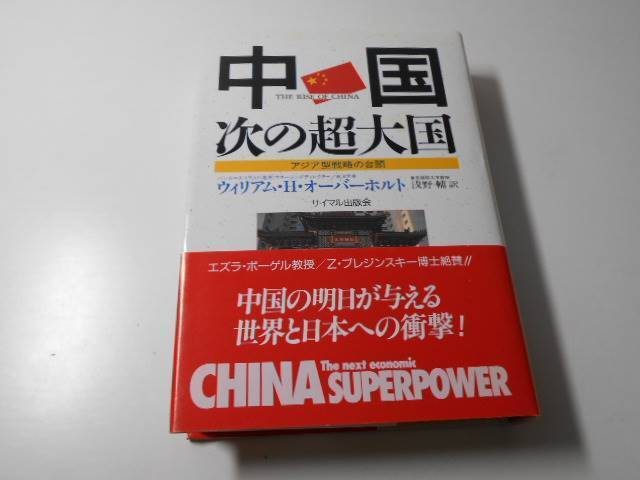 中国
THE RISE OF CHINA
次の超大国
アジア型戦略の台頭
ウィリアム・H・オーバーホルト
浅野 輔 訳
サイマル出版会
エズラ・ボーゲル教授/Z・ブレジンスキー博士絶賛!!
中国の明日が与える
世界と日本への衝撃!
The next economic
CHINA SUPERPOWER